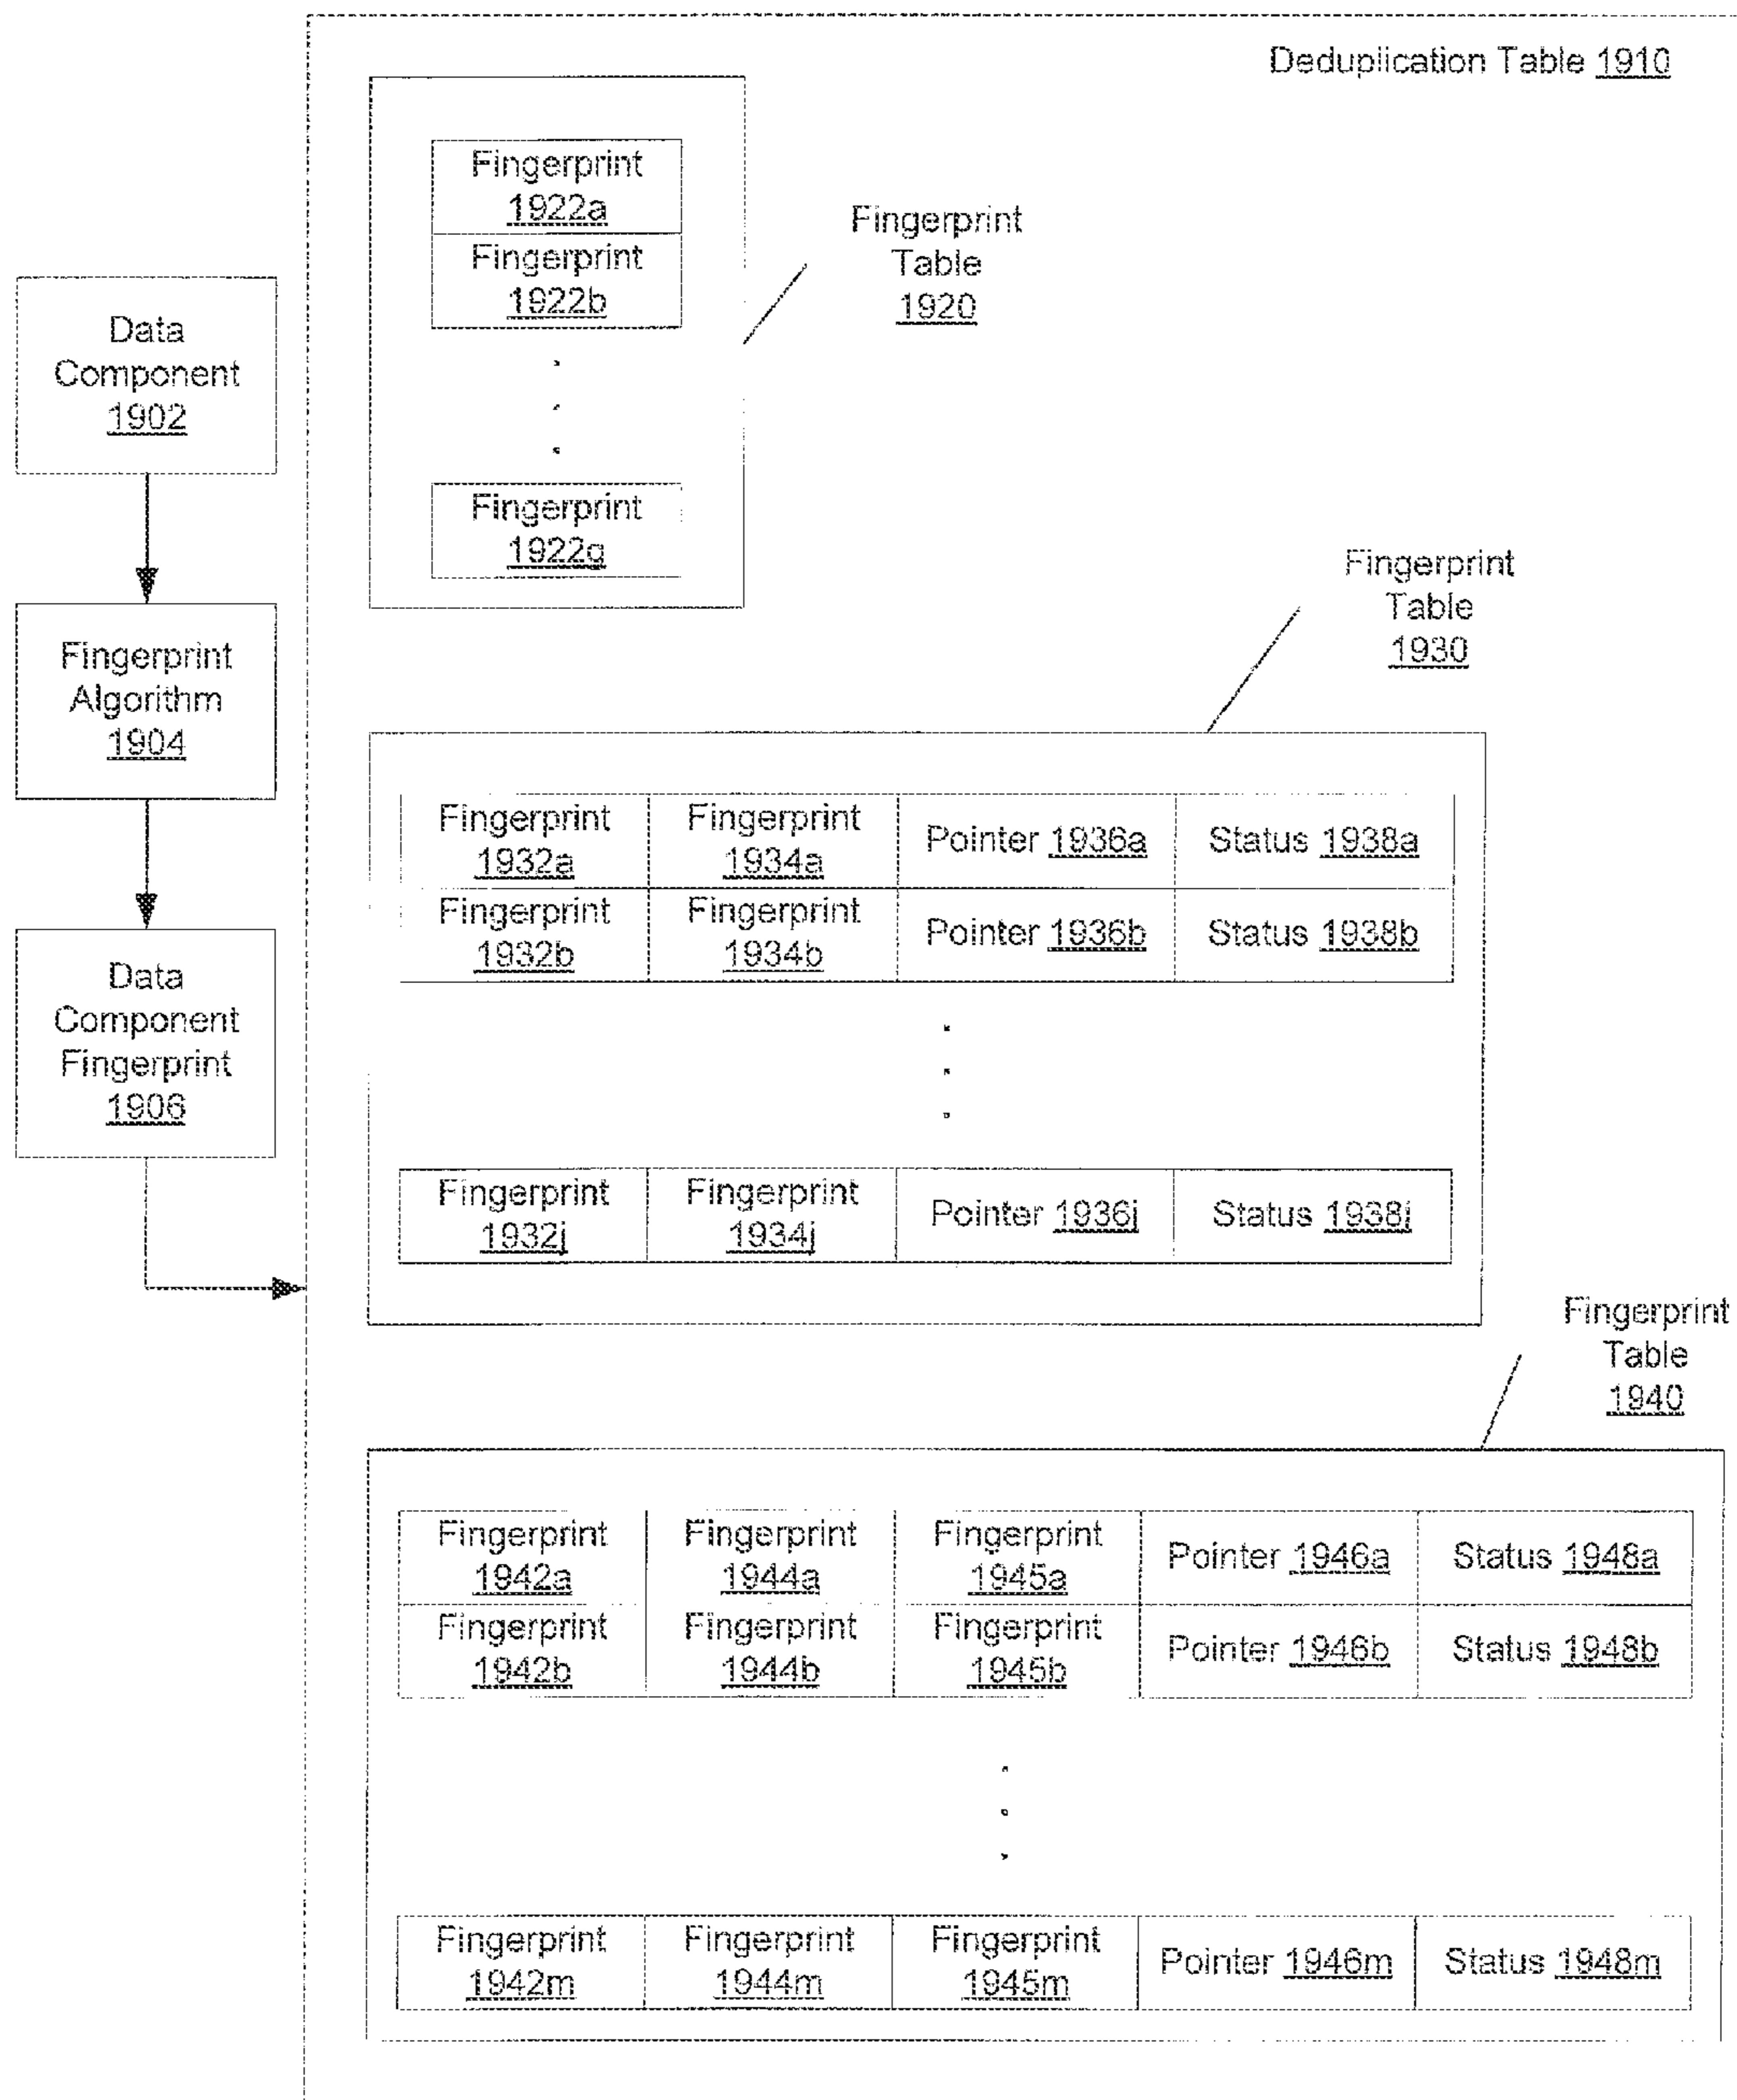 Deduplication Table 1910
Fingerprint
1922a
Fingerprint
1922b
Fingerprint
1922g
Fingerprint
Table
1920
Data
Component
1902
Fingerprint
Algorithm
1904
Data
Component
Fingerprint
1906
Fingerprint
Table
1930
Fingerprint
1932a
Fingerprint
1934a
Pointer 1936a
Status 1938a
Fingerprint
1932b
Fingerprint
1934b
Pointer 1936b
Status 1938b
Fingerprint
1932j
Fingerprint
1934j
Pointer 1936j
Status 1938j
Fingerprint
Table
1940
Fingerprint
1942a
Fingerprint
1944a
Fingerprint
1945a
Pointer 1946a
Status 1948a
Fingerprint
1942b
Fingerprint
1944b
Fingerprint
1945b
Pointer 1946b
Status 1948b
Fingerprint
1942m
Fingerprint
1944m
Fingerprint
1945m
Pointer 1946m
Status 1948m